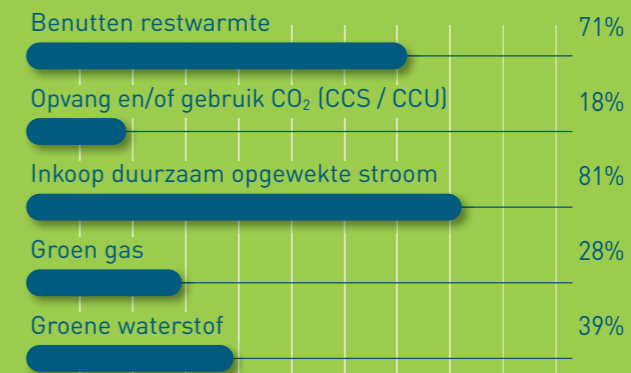 Benutten restwarmte 71%
Opvang en/of gebruik CO₂ (CCS / CCU) 18%
Inkoop duurzaam opgewekte stroom 81%
Groen gas 28%
Groene waterstof 39%